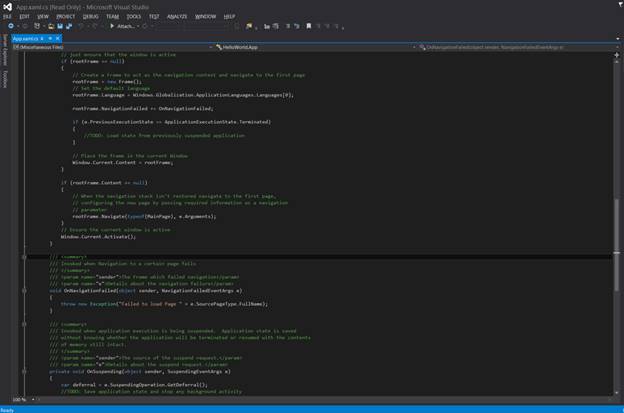 App.xaml.cs [Read Only] - Microsoft Visual Studio
FILE EDIT VIEW PROJECT DEBUG TEAM TOOLS TEST ANALYZE WINDOW HELP
Attach...
App.xaml.cs
(Miscellaneous Files) HelloWorld.App OnNavigationFailed(object sender, NavigationFailedEventArgs e)
Server Explorer
Toolbox
// just ensure that the window is active
if (rootFrame == null)
{
// Create a Frame to act as the navigation context and navigate to the first page
rootFrame = new Frame();
// Set the default language
rootFrame.Language = Windows.Globalization.ApplicationLanguages.Languages[0];
rootFrame.NavigationFailed += OnNavigationFailed;
if (e.PreviousExecutionState == ApplicationExecutionState.Terminated)
{
//TODO: Load state from previously suspended application
}
// Place the frame in the current Window
Window.Current.Content = rootFrame;
}
if (rootFrame.Content == null)
{
// When the navigation stack isn't restored navigate to the first page,
// configuring the new page by passing required information as a navigation
// parameter
rootFrame.Navigate(typeof(MainPage), e.Arguments);
}
// Ensure the current window is active
Window.Current.Activate();
}
/// <summary>
/// Invoked when Navigation to a certain page fails
/// </summary>
/// <param name="sender">The Frame which failed navigation</param>
/// <param name="e">Details about the navigation failure</param>
void OnNavigationFailed(object sender, NavigationFailedEventArgs e)
{
throw new Exception("Failed to load Page " + e.SourcePageType.FullName);
}
/// <summary>
/// Invoked when application execution is being suspended.  Application state is saved
/// without knowing whether the application will be terminated or resumed with the contents
/// of memory still intact.
/// </summary>
/// <param name="sender">The source of the suspend request.</param>
/// <param name="e">Details about the suspend request.</param>
private void OnSuspending(object sender, SuspendingEventArgs e)
{
var deferral = e.SuspendingOperation.GetDeferral();
//TODO: Save application state and stop any background activity
100 %
Ready